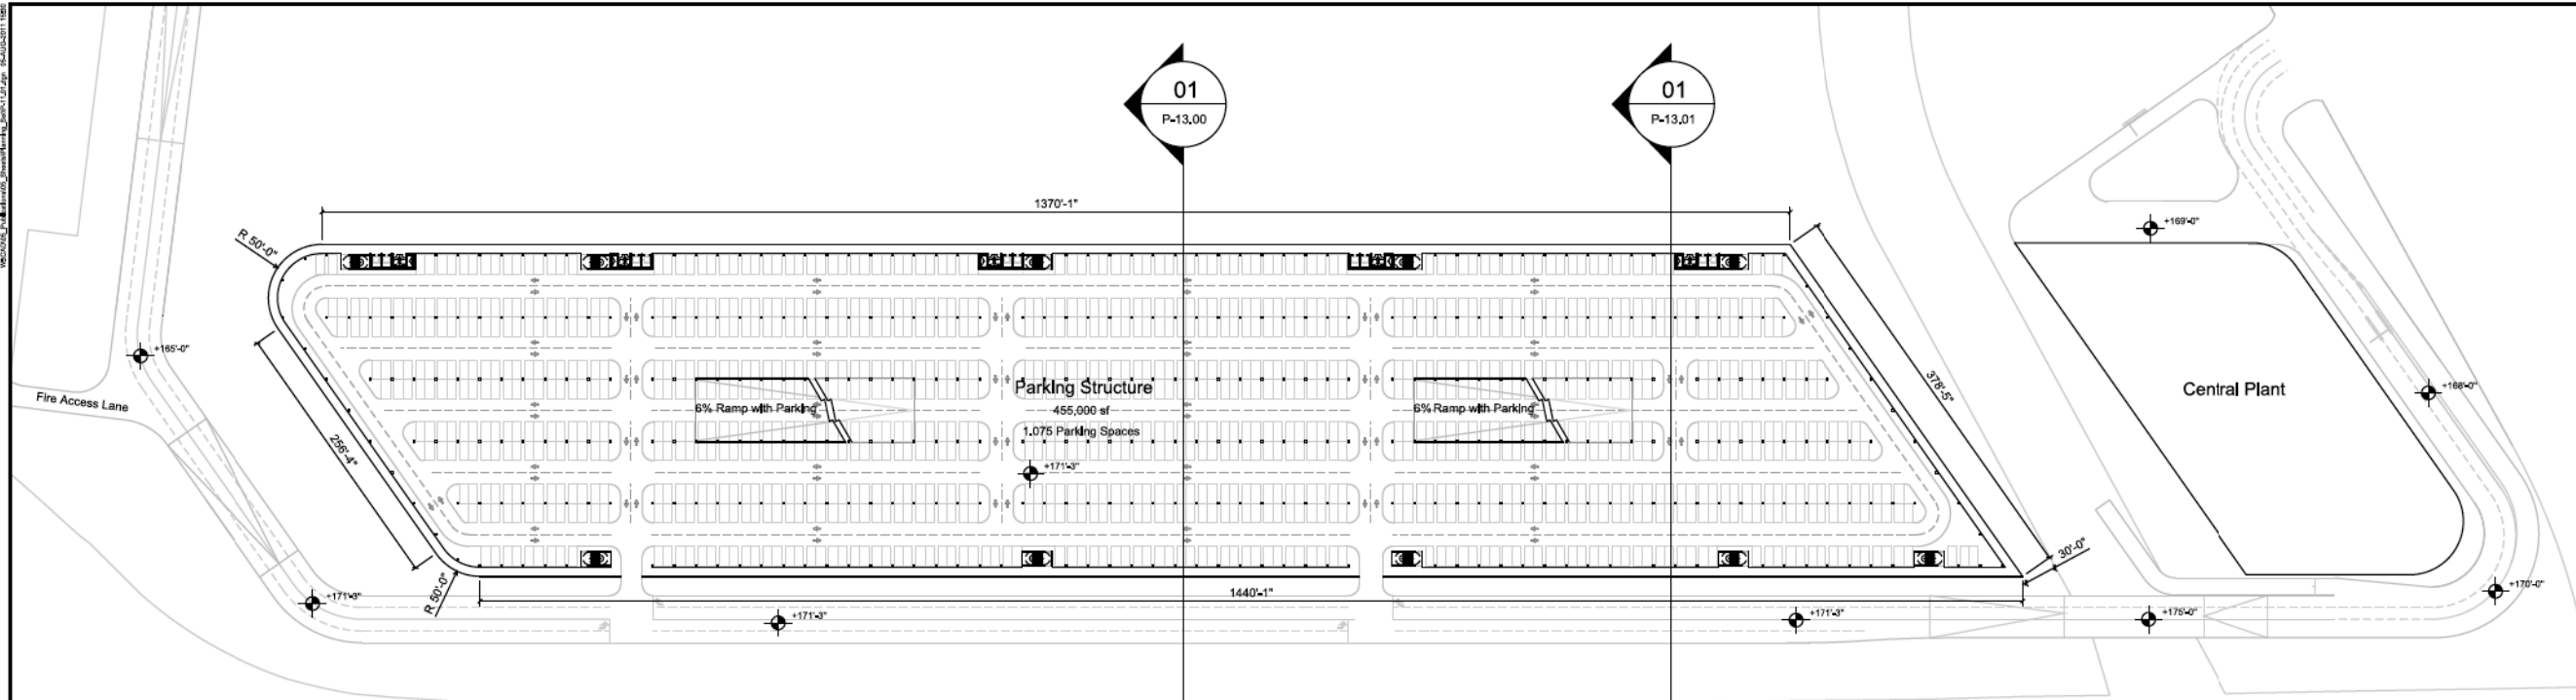 01
P-13.00
01
P-13.01
1370'-1"
R 50'-0"
+169'-0"
+165'-0"
Fire Access Lane
256'-4"
6% Ramp with Parking
Parking Structure
455,000 sf
1,075 Parking Spaces
+171'-3"
6% Ramp with Parking
378'-5"
Central Plant
+168'-0"
R 50'-0"
30'-0"
1440'-1"
+171'-3"
+171'-3"
+171'-3"
+175'-0"
+170'-0"